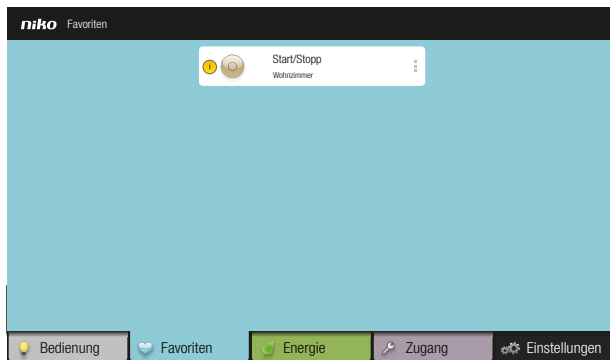 niko Favoriten
Start/Stopp
Wohnzimmer
Bedienung Favoriten Energie Zugang Einstellungen